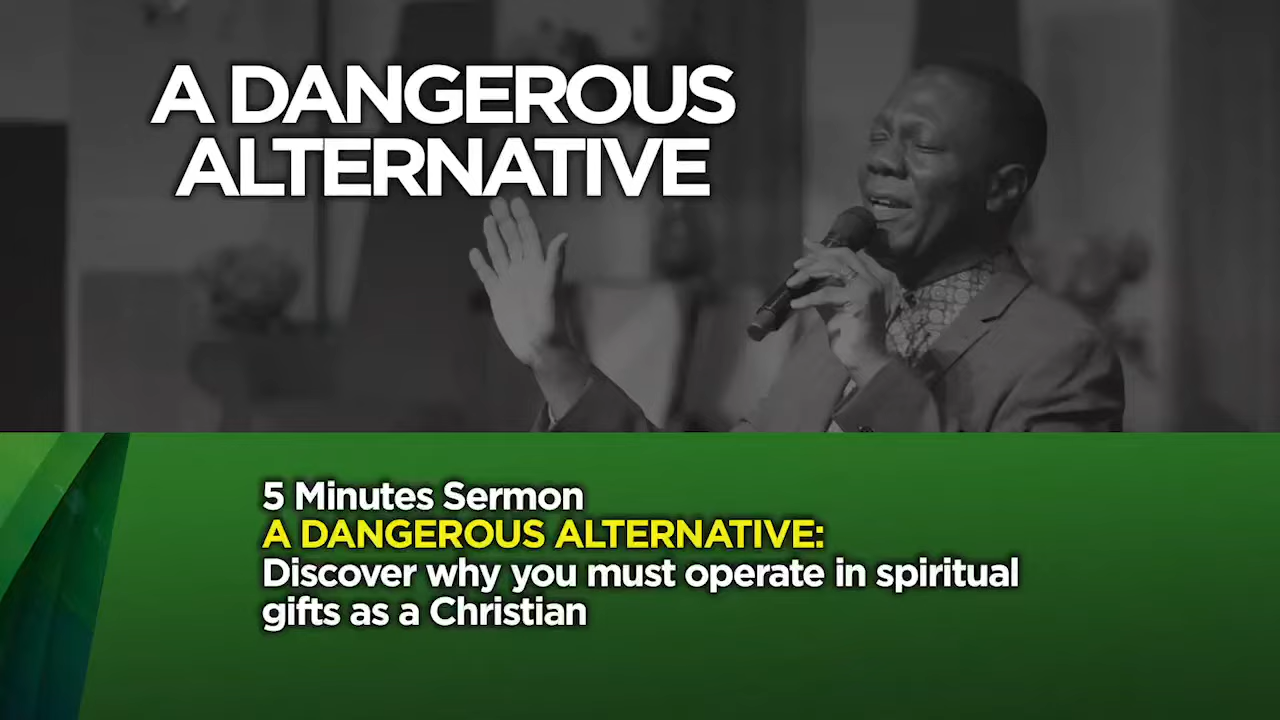 A DANGEROUS
ALTERNATIVE
5 Minutes Sermon
A DANGEROUS ALTERNATIVE:
Discover why you must operate in spiritual
gifts as a Christian